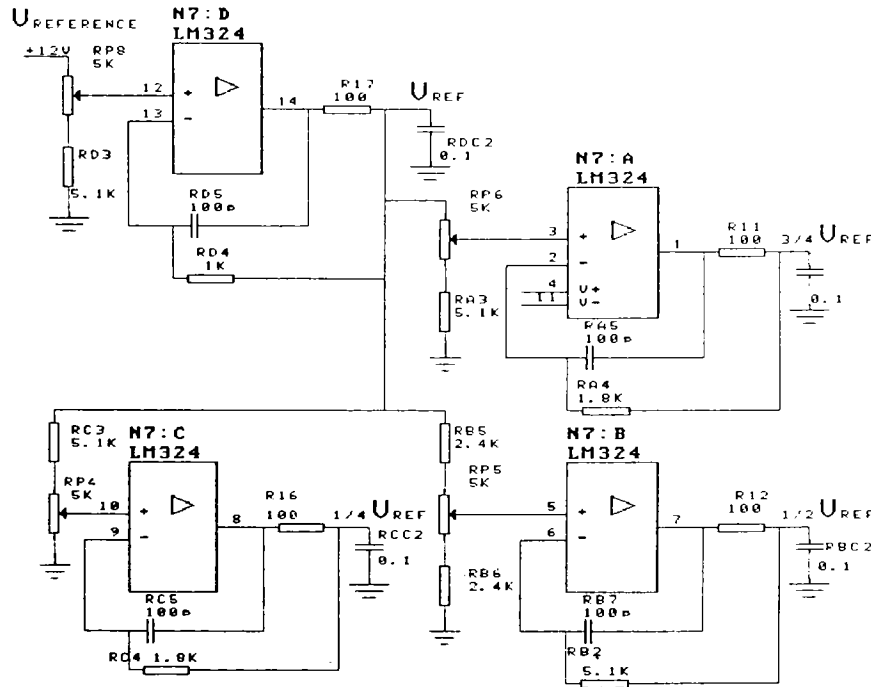 UREFERENCE
+12V
RP8
5K
N7:D
LM324
12
+
13
-
14
R17
100
UREF
RDC2
0.1
RD3
5.1K
RD5
100p
RD4
1K
RP6
5K
N7:A
LM324
3
+
2
-
4
V+
11
V-
1
R11
100
3/4 UREF
0.1
RA3
5.1K
RA5
100p
RA4
1.8K
RC3
5.1K
N7:C
LM324
RP4
5K
10
+
9
-
8
R16
100
1/4 UREF
RCC2
0.1
RC5
100p
RC4 1.8K
RB5
2.4K
RP5
5K
N7:B
LM324
5
+
6
-
7
R12
100
1/2 UREF
RBC2
0.1
RB6
2.4K
RB7
100p
RB2
5.1K